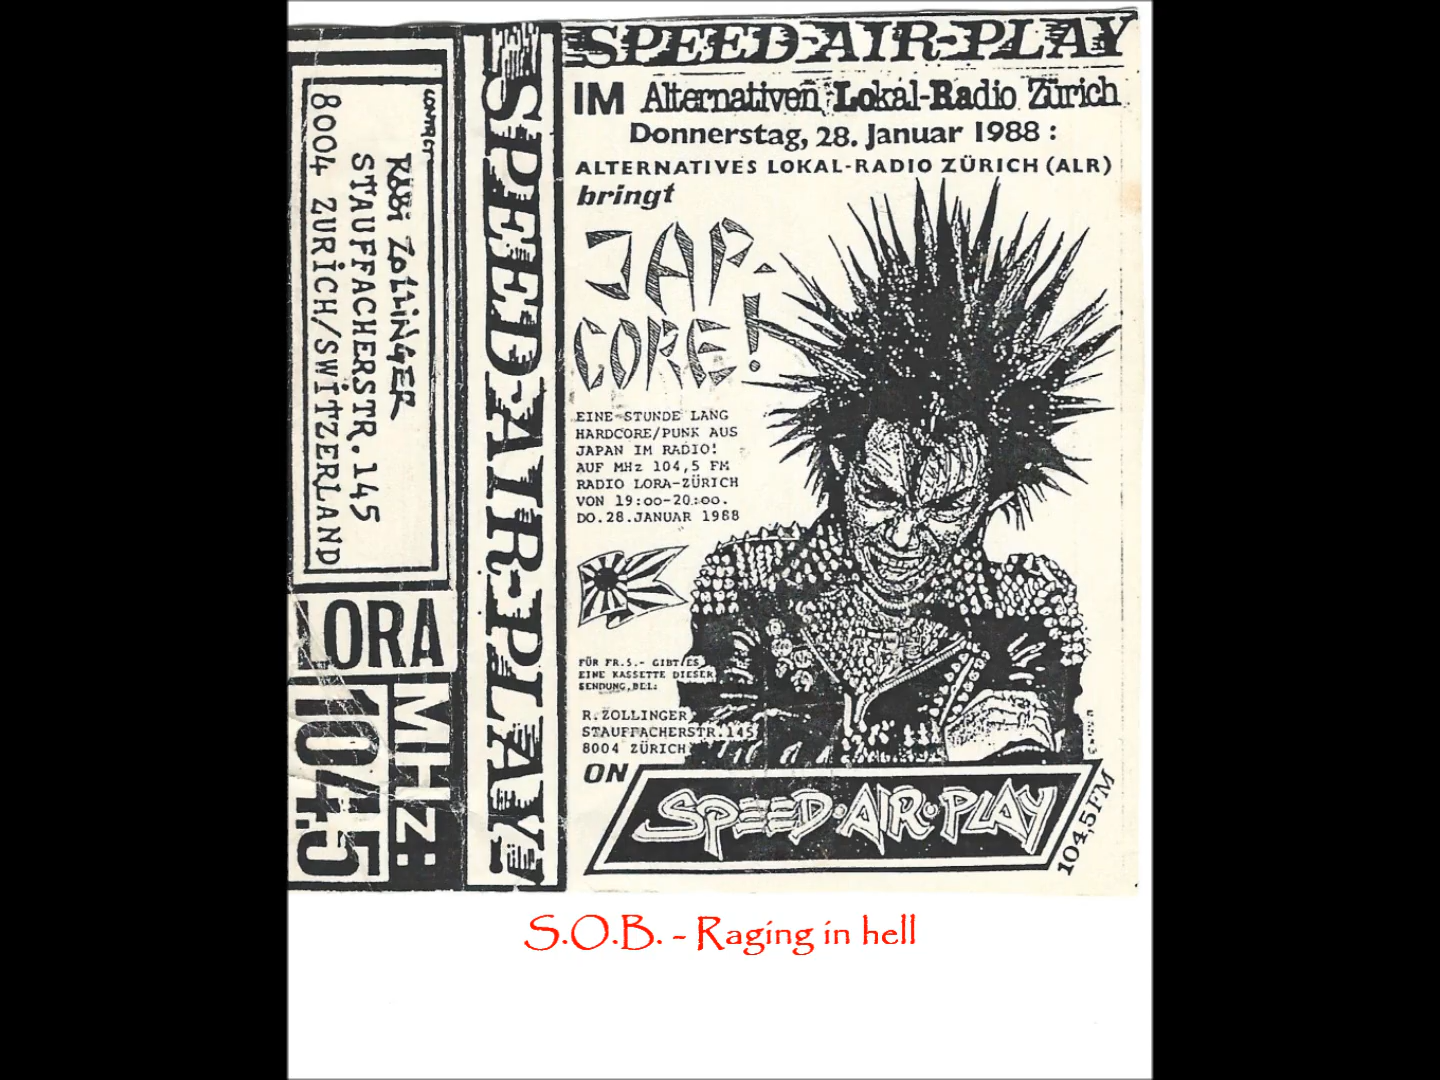 CONTACT
RÖBI ZOLLINGER
STAUFFACHERSTR.145
8004 ZURICH/SWITZERLAND
LORA
MHz:
104.5
SPEED-AIR-PLAY!
SPEED-AIR-PLAY
IM Alternativen Lokal-Radio Zürich
Donnerstag, 28. Januar 1988 :
ALTERNATIVES LOKAL-RADIO ZÜRICH (ALR)
bringt
JAP-
CORE!
EINE STUNDE LANG
HARDCORE/PUNK AUS
JAPAN IM RADIO!
AUF MHz 104,5 FM
RADIO LORA-ZÜRICH
VON 19:00-20:00.
DO.28.JANUAR 1988
FÜR FR.5.- GIBT ES
EINE KASSETTE DIESER
SENDUNG,BEI:
R.ZOLLINGER
STAUFFACHERSTR.145
8004 ZÜRICH
ON
SPEED·AIR·PLAY
104,5 FM
S.O.B. - Raging in hell